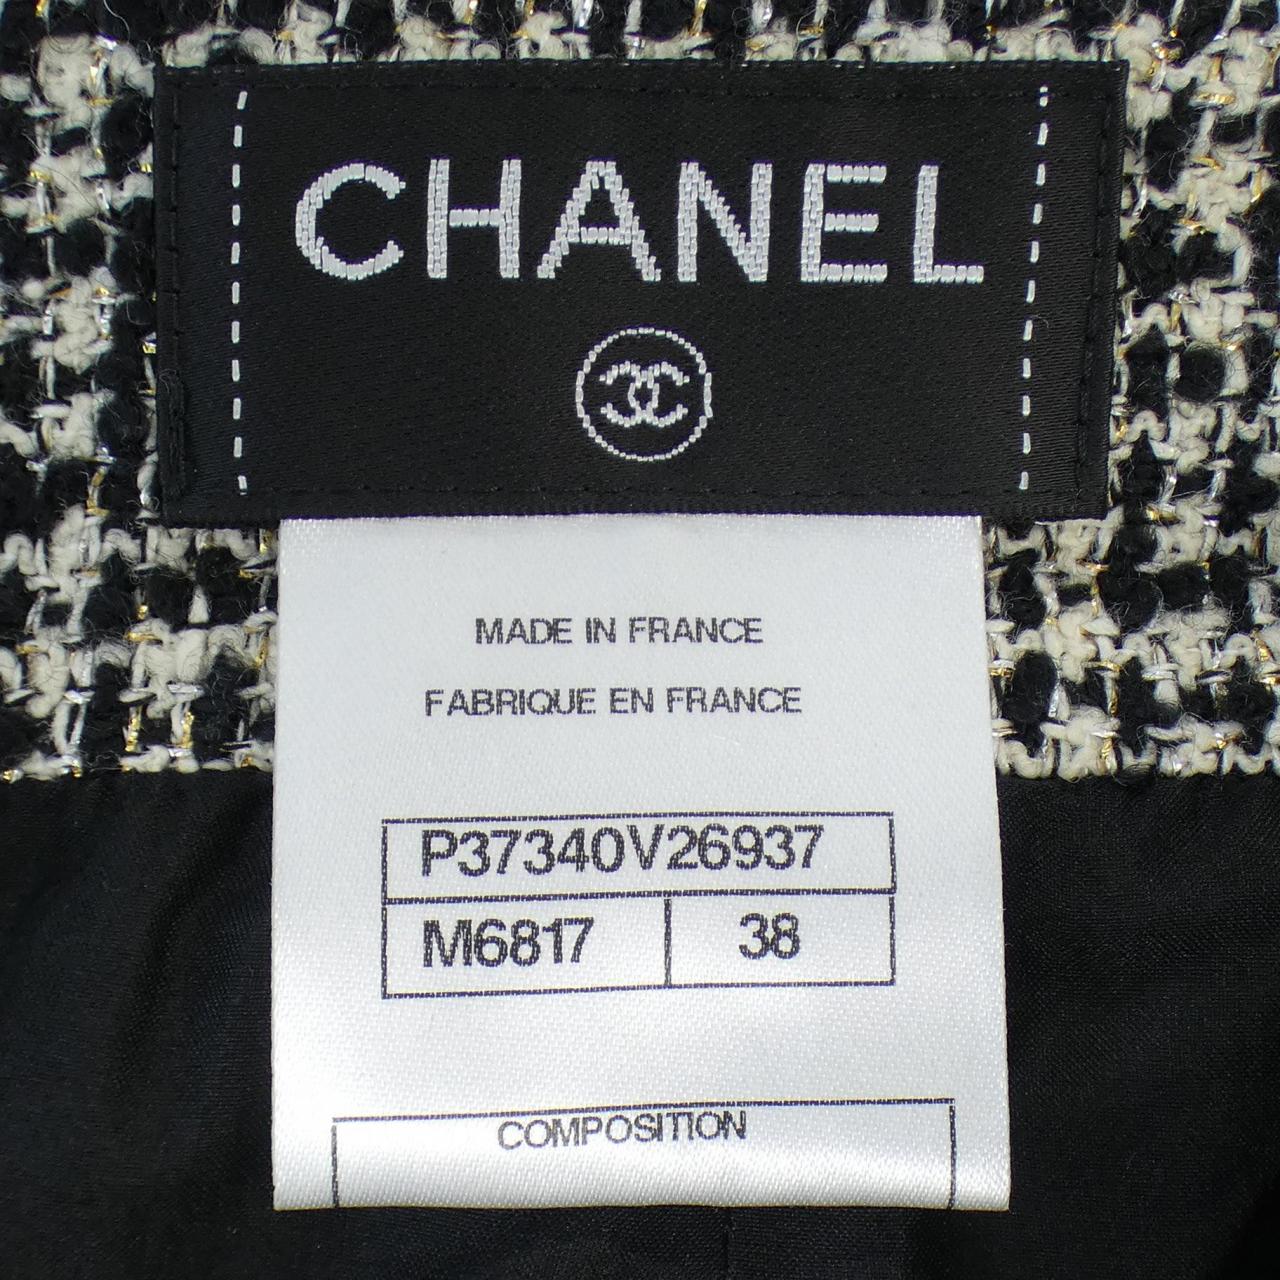 CHANEL
MADE IN FRANCE
FABRIQUE EN FRANCE
P37340V26937
M6817 38
COMPOSITION